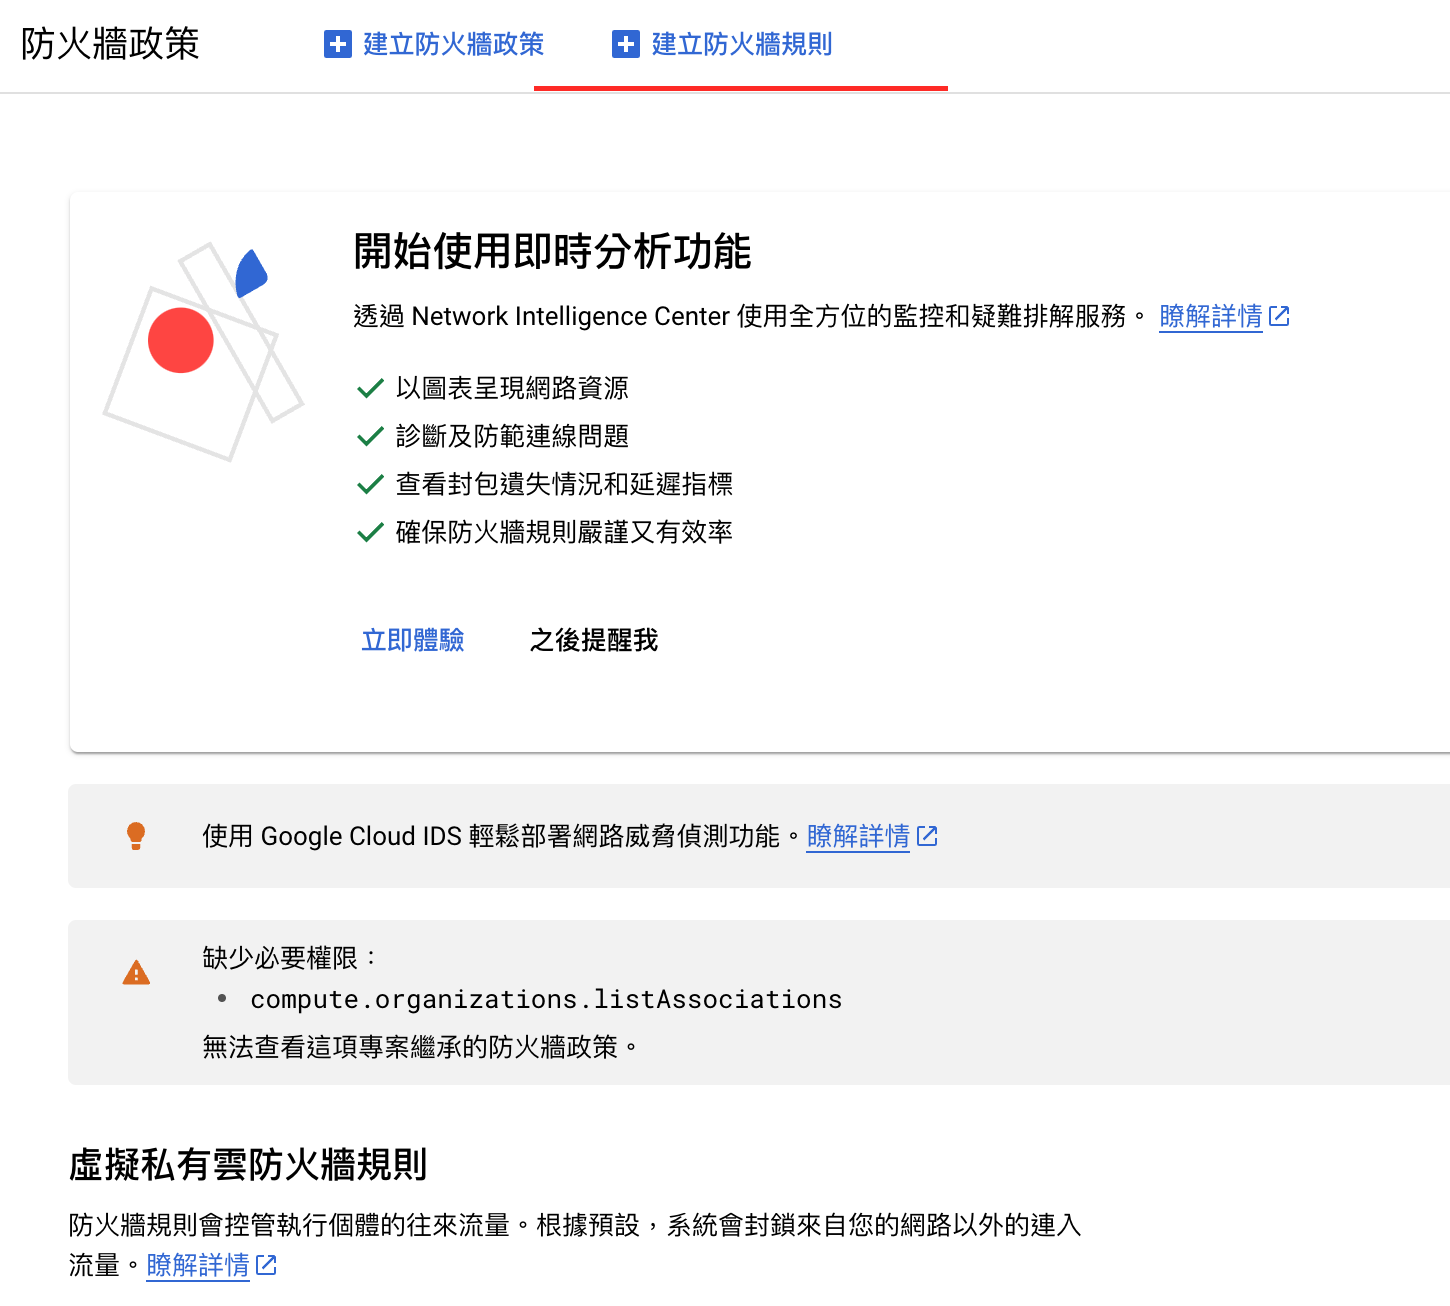 防火牆政策
建立防火牆政策
建立防火牆規則
開始使用即時分析功能
透過 Network Intelligence Center 使用全方位的監控和疑難排解服務。 瞭解詳情
以圖表呈現網路資源
診斷及防範連線問題
查看封包遺失情況和延遲指標
確保防火牆規則嚴謹又有效率
立即體驗
之後提醒我
使用 Google Cloud IDS 輕鬆部署網路威脅偵測功能。瞭解詳情
缺少必要權限：
• compute.organizations.listAssociations
無法查看這項專案繼承的防火牆政策。
虛擬私有雲防火牆規則
防火牆規則會控管執行個體的往來流量。根據預設，系統會封鎖來自您的網路以外的連入
流量。瞭解詳情